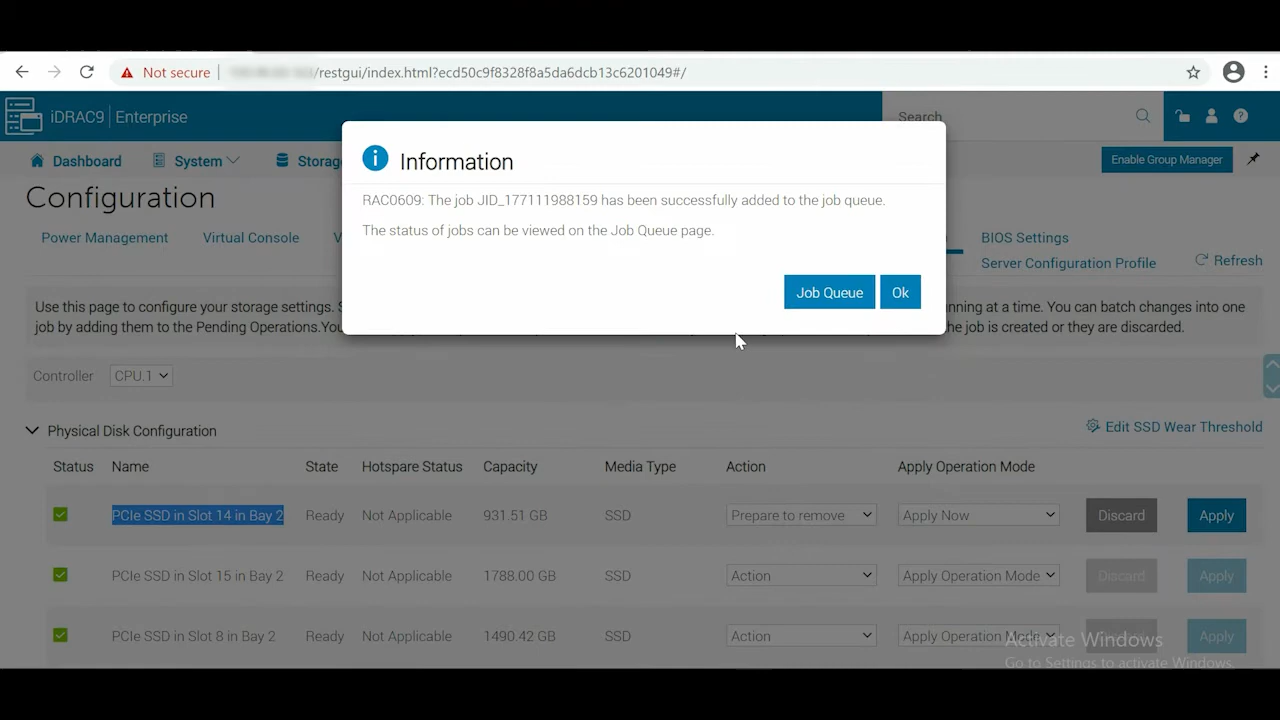 Not secure
/restgui/index.html?ecd50c9f8328f8a5da6dcb13c6201049#/
iDRAC9 | Enterprise
Search
Dashboard
System
Storag
Enable Group Manager
Information
RAC0609: The job JID_177111988159 has been successfully added to the job queue.
The status of jobs can be viewed on the Job Queue page.
Job Queue
Ok
Configuration
Power Management
Virtual Console
V
BIOS Settings
Server Configuration Profile
Refresh
Use this page to configure your storage settings. S
nning at a time. You can batch changes into one
job by adding them to the Pending Operations.You
he job is created or they are discarded.
Controller CPU.1
Physical Disk Configuration
Edit SSD Wear Threshold
Status Name State Hotspare Status Capacity Media Type Action Apply Operation Mode
PCIe SSD in Slot 14 in Bay 2 Ready Not Applicable 931.51 GB SSD Prepare to remove Apply Now Discard Apply
PCIe SSD in Slot 15 in Bay 2 Ready Not Applicable 1788.00 GB SSD Action Apply Operation Mode Discard Apply
PCIe SSD in Slot 8 in Bay 2 Ready Not Applicable 1490.42 GB SSD Action Apply Operation Mode Apply
Activate Windows
Go to Settings to activate Windows.